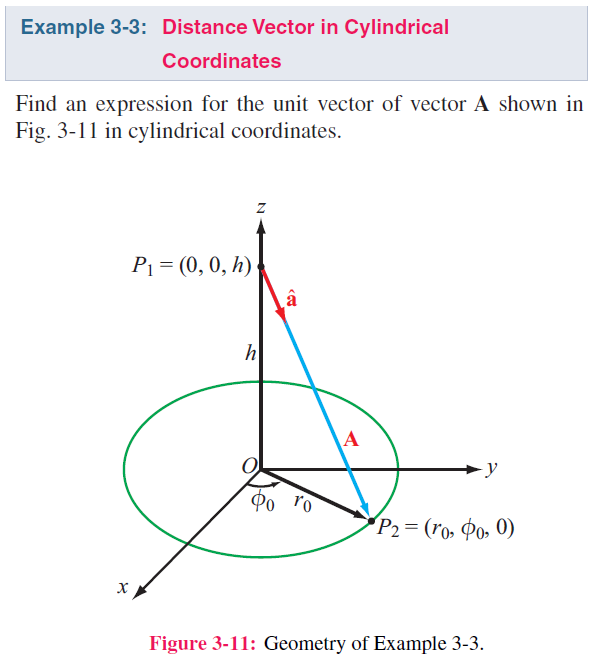 Example 3-3: Distance Vector in Cylindrical
Coordinates
Find an expression for the unit vector of vector A shown in
Fig. 3-11 in cylindrical coordinates.
z
P₁ = (0, 0, h)
â
h
A
O
y
ϕ₀ r₀
P₂ = (r₀, ϕ₀, 0)
x
Figure 3-11: Geometry of Example 3-3.